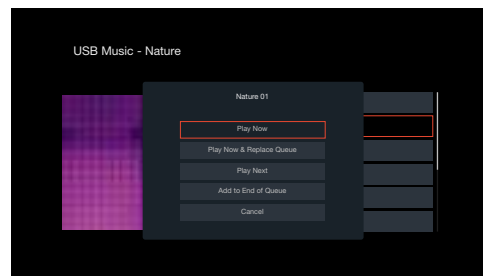 USB Music - Nature
Nature 01
Play Now
Play Now & Replace Queue
Play Next
Add to End of Queue
Cancel